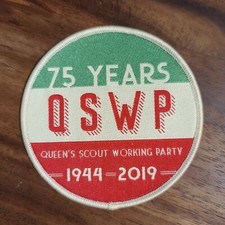 75 YEARS
QSWP
QUEEN'S SCOUT WORKING PARTY
1944 = 2019